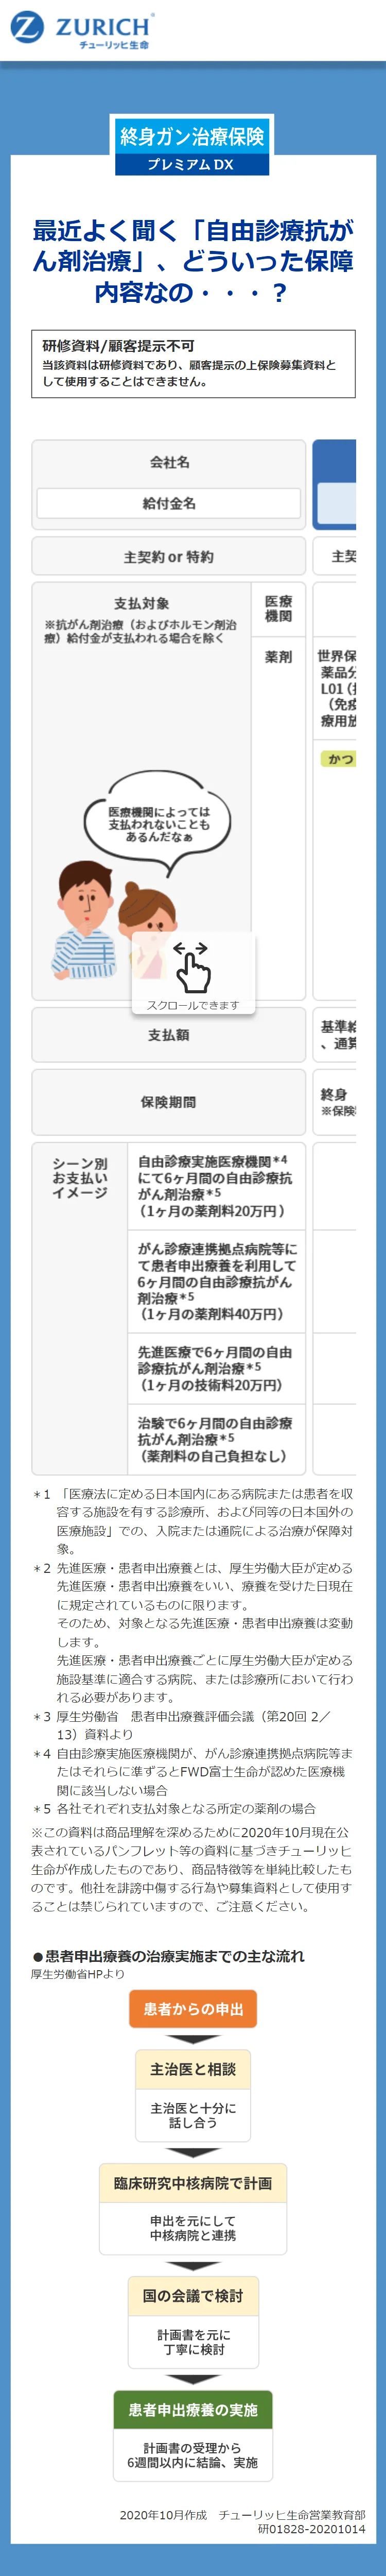 ZURICH
チューリッヒ生命
終身ガン治療保険
プレミアム DX
最近よく聞く「自由診療抗が
ん剤治療」、どういった保障
内容なの・・・？
研修資料/顧客提示不可
当該資料は研修資料であり、顧客提示の上保険募集資料と
して使用することはできません。
会社名
給付金名
主契約 or 特約
主契
支払対象
※抗がん剤治療（およびホルモン剤治
療）給付金が支払われる場合を除く
医療
機関
薬剤
世界保
薬品分
L01（抗
（免疫
療用放
かつ
医療機関によっては
支払われないことも
あるんだなぁ
スクロールできます
支払額
基準給
、通算
保険期間
終身
※保険
シーン別
お支払い
イメージ
自由診療実施医療機関＊4
にて6ヶ月間の自由診療抗
がん剤治療＊5
（1ヶ月の薬剤料20万円）
がん診療連携拠点病院等に
て患者申出療養を利用して
6ヶ月間の自由診療抗がん
剤治療＊5
（1ヶ月の薬剤料40万円）
先進医療で6ヶ月間の自由
診療抗がん剤治療＊5
（1ヶ月の技術料20万円）
治験で6ヶ月間の自由診療
抗がん剤治療＊5
（薬剤料の自己負担なし）
＊1 「医療法に定める日本国内にある病院または患者を収
容する施設を有する診療所、および同等の日本国外の
医療施設」での、入院または通院による治療が保障対
象。
＊2 先進医療・患者申出療養とは、厚生労働大臣が定める
先進医療・患者申出療養をいい、療養を受けた日現在
に規定されているものに限ります。
そのため、対象となる先進医療・患者申出療養は変動
します。
先進医療・患者申出療養ごとに厚生労働大臣が定める
施設基準に適合する病院、または診療所において行わ
れる必要があります。
＊3 厚生労働省　患者申出療養評価会議（第20回 2／
13）資料より
＊4 自由診療実施医療機関が、がん診療連携拠点病院等ま
たはそれらに準ずるとFWD富士生命が認めた医療機
関に該当しない場合
＊5 各社それぞれ支払対象となる所定の薬剤の場合
※この資料は商品理解を深めるために2020年10月現在公
表されているパンフレット等の資料に基づきチューリッヒ
生命が作成したものであり、商品特徴等を単純比較したも
のです。他社を誹謗中傷する行為や募集資料として使用す
ることは禁じられていますので、ご注意ください。
●患者申出療養の治療実施までの主な流れ
厚生労働省HPより
患者からの申出
主治医と相談
主治医と十分に
話し合う
臨床研究中核病院で計画
申出を元にして
中核病院と連携
国の会議で検討
計画書を元に
丁寧に検討
患者申出療養の実施
計画書の受理から
6週間以内に結論、実施
2020年10月作成　チューリッヒ生命営業教育部
研01828-20201014